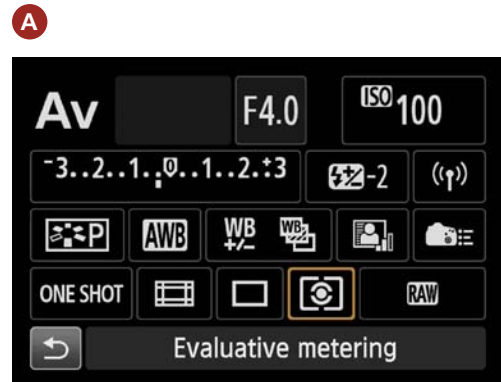 A
Av F4.0 ISO 100
-3..2..1..0..1..2..+3 -2
P AWB WB +/- WB
ONE SHOT RAW
Evaluative metering